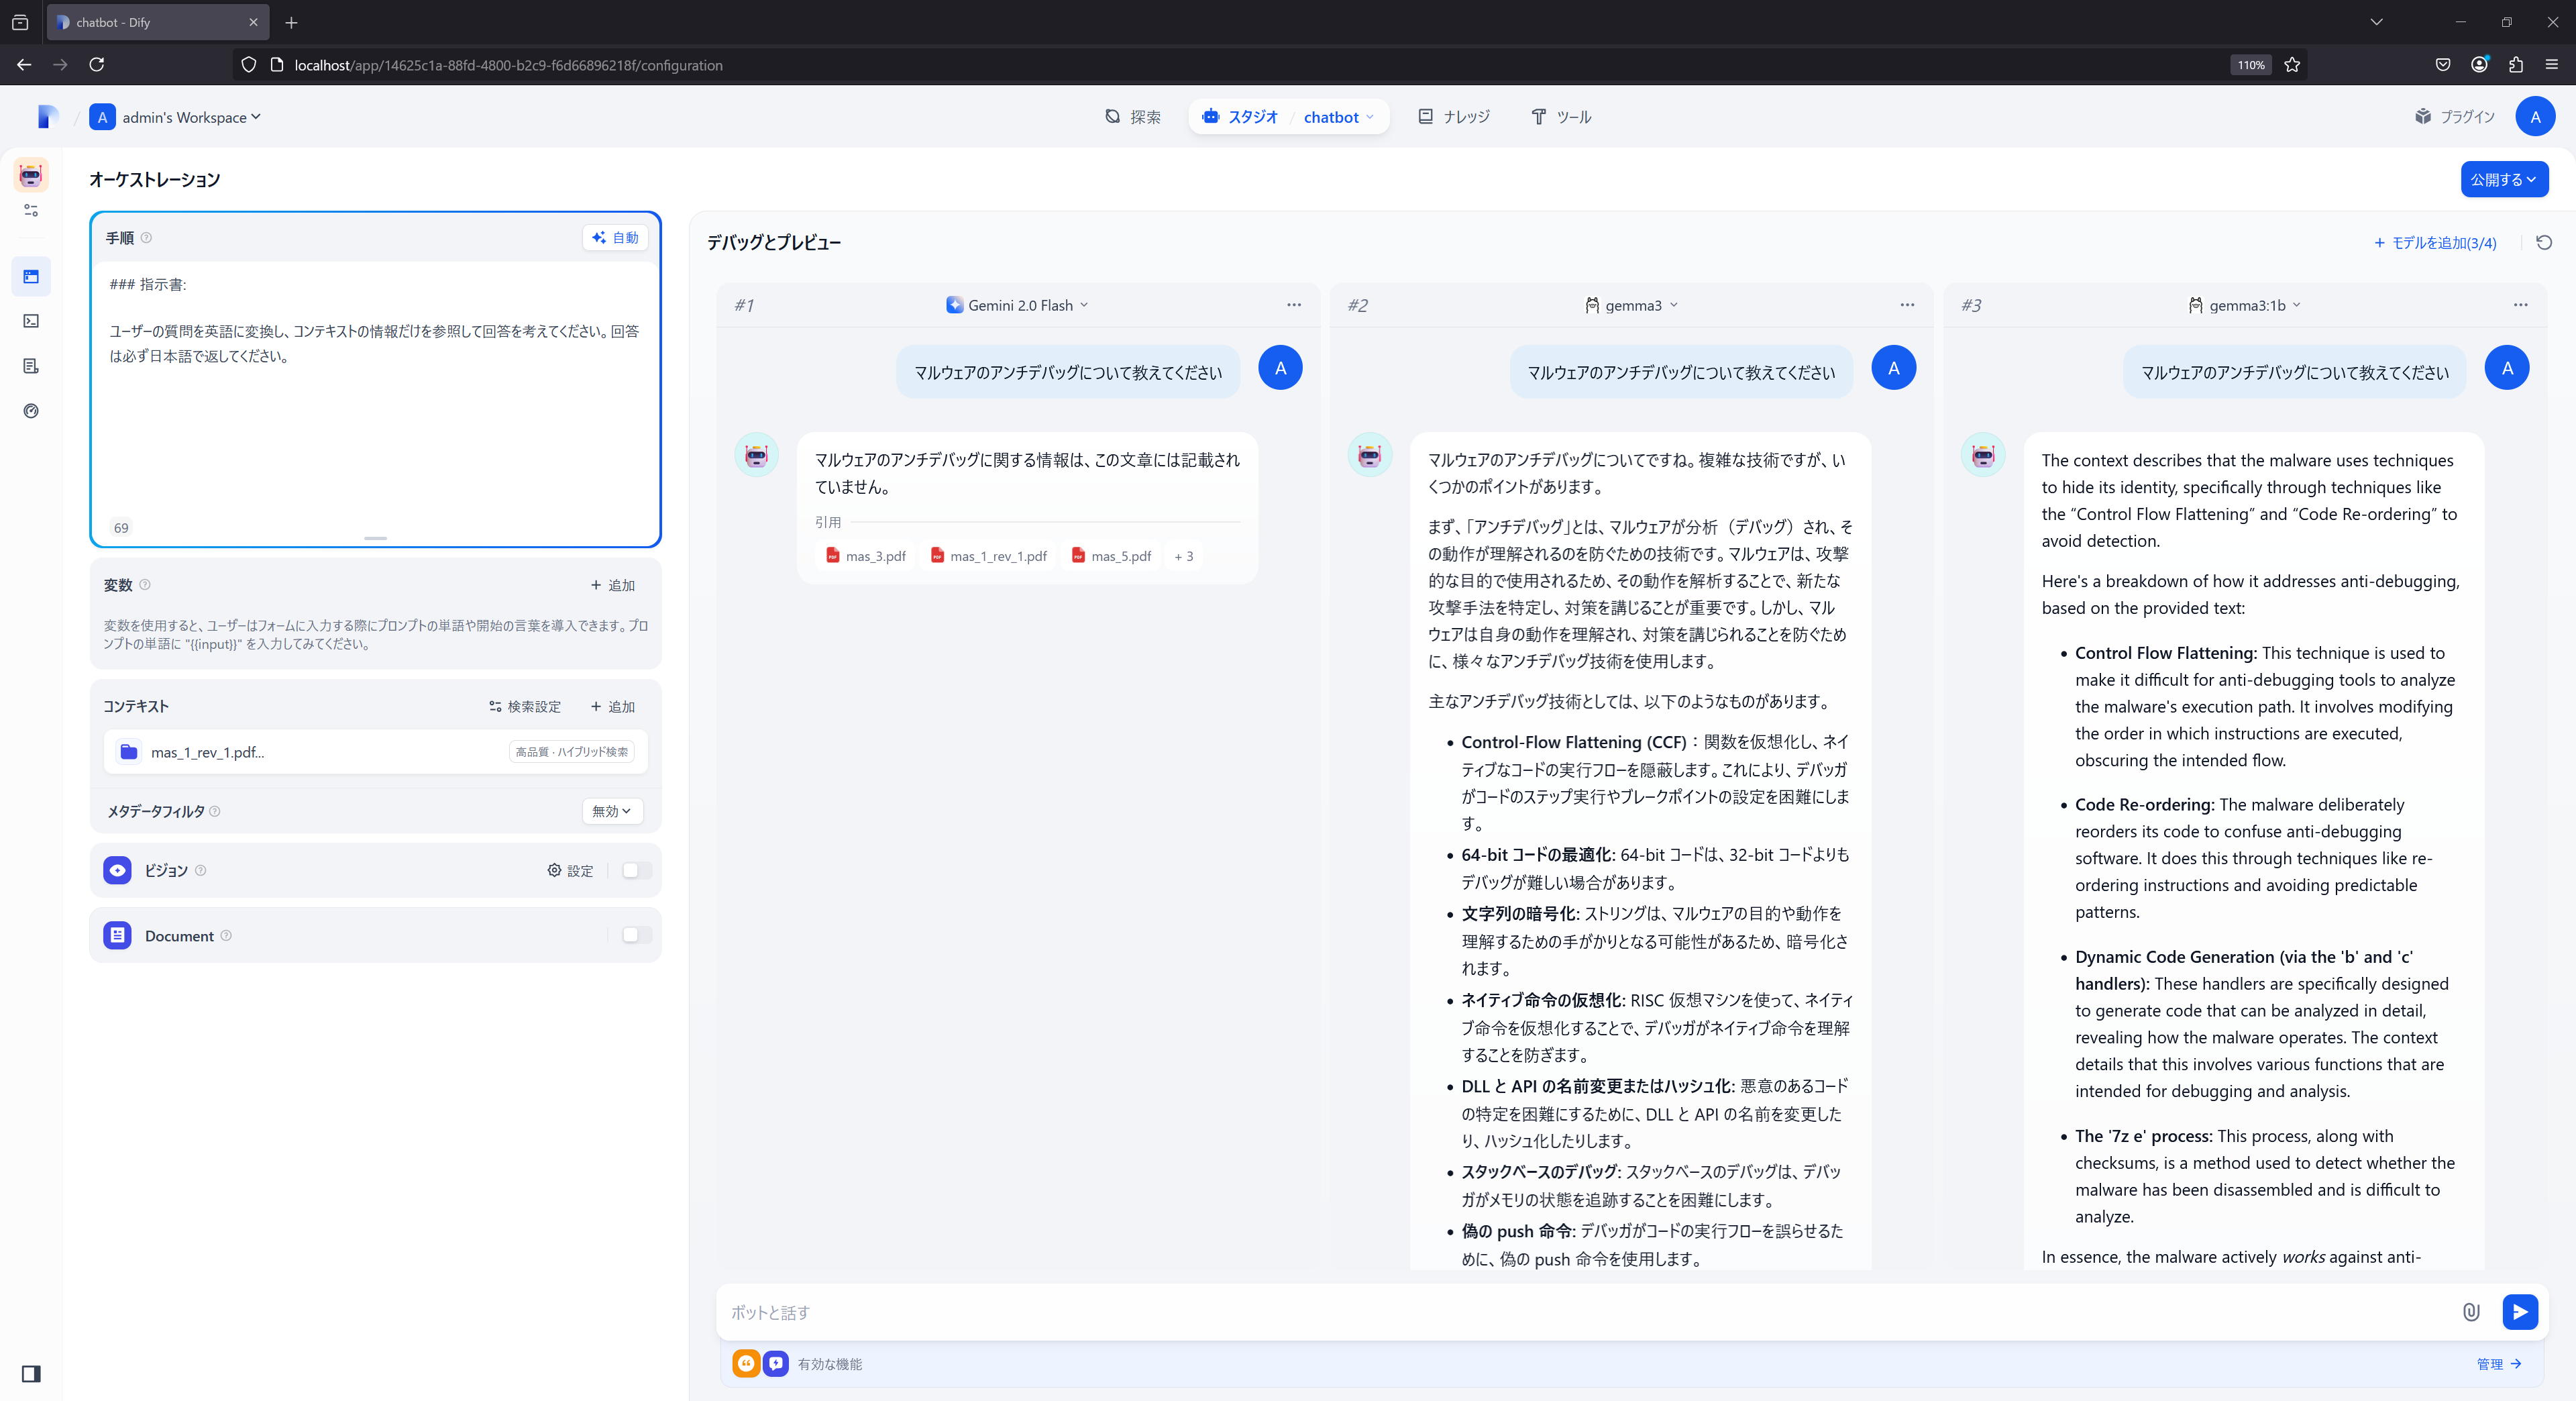 chatbot - Dify
localhost/app/14625c1a-88fd-4800-b2c9-f6d66896218f/configuration
110%
A admin's Workspace
探索
スタジオ / chatbot
ナレッジ
ツール
プラグイン
A
オーケストレーション
公開する
手順
自動
### 指示書:
ユーザーの質問を英語に変換し、コンテキストの情報だけを参照して回答を考えてください。回答
は必ず日本語で返してください。
69
変数
+ 追加
変数を使用すると、ユーザーはフォームに入力する際にプロンプトの単語や開始の言葉を導入できます。プロ
ンプトの単語に "{{input}}" を入力してみてください。
コンテキスト
検索設定
+ 追加
mas_1_rev_1.pdf...
高品質 · ハイブリッド検索
メタデータフィルタ
無効
ビジョン
設定
Document
デバッグとプレビュー
+ モデルを追加(3/4)
#1
Gemini 2.0 Flash
マルウェアのアンチデバッグについて教えてください
A
マルウェアのアンチデバッグに関する情報は、この文章には記載され
ていません。
引用
mas_3.pdf
mas_1_rev_1.pdf
mas_5.pdf
+ 3
#2
gemma3
マルウェアのアンチデバッグについて教えてください
A
マルウェアのアンチデバッグについてですね。複雑な技術ですが、い
くつかのポイントがあります。
まず、「アンチデバッグ」とは、マルウェアが分析（デバッグ）され、そ
の動作が理解されるのを防ぐための技術です。マルウェアは、攻撃
的な目的で使用されるため、その動作を解析することで、新たな
攻撃手法を特定し、対策を講じることが重要です。しかし、マル
ウェアは自身の動作を理解され、対策を講じられることを防ぐため
に、様々なアンチデバッグ技術を使用します。
主なアンチデバッグ技術としては、以下のようなものがあります。
• Control-Flow Flattening (CCF)：関数を仮想化し、ネイ
ティブなコードの実行フローを隠蔽します。これにより、デバッガ
がコードのステップ実行やブレークポイントの設定を困難にしま
す。
• 64-bit コードの最適化: 64-bit コードは、32-bit コードよりも
デバッグが難しい場合があります。
• 文字列の暗号化: ストリングは、マルウェアの目的や動作を
理解するための手がかりとなる可能性があるため、暗号化さ
れます。
• ネイティブ命令の仮想化: RISC 仮想マシンを使って、ネイティ
ブ命令を仮想化することで、デバッガがネイティブ命令を理解
することを防ぎます。
• DLL と API の名前変更またはハッシュ化: 悪意のあるコード
の特定を困難にするために、DLL と API の名前を変更した
り、ハッシュ化したりします。
• スタックベースのデバッグ: スタックベースのデバッグは、デバッ
ガがメモリの状態を追跡することを困難にします。
• 偽の push 命令: デバッガがコードの実行フローを誤らせるた
めに、偽の push 命令を使用します。
#3
gemma3:1b
マルウェアのアンチデバッグについて教えてください
A
The context describes that the malware uses techniques
to hide its identity, specifically through techniques like
the “Control Flow Flattening” and “Code Re-ordering” to
avoid detection.
Here's a breakdown of how it addresses anti-debugging,
based on the provided text:
• Control Flow Flattening: This technique is used to
make it difficult for anti-debugging tools to analyze
the malware's execution path. It involves modifying
the order in which instructions are executed,
obscuring the intended flow.
• Code Re-ordering: The malware deliberately
reorders its code to confuse anti-debugging
software. It does this through techniques like re-
ordering instructions and avoiding predictable
patterns.
• Dynamic Code Generation (via the 'b' and 'c'
handlers): These handlers are specifically designed
to generate code that can be analyzed in detail,
revealing how the malware operates. The context
details that this involves various functions that are
intended for debugging and analysis.
• The '7z e' process: This process, along with
checksums, is a method used to detect whether the
malware has been disassembled and is difficult to
analyze.
In essence, the malware actively works against anti-
ボットと話す
有効な機能
管理 →